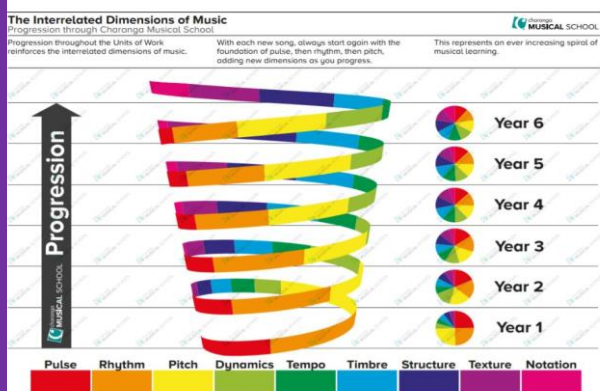 The Interrelated Dimensions of Music
Progression through Charanga Musical School
charanga
MUSICAL SCHOOL
Progression throughout the Units of Work
reinforces the interrelated dimensions of music.
With each new song, always start again with the
foundation of pulse, then rhythm, then pitch,
adding new dimensions as you progress.
This represents an ever increasing spiral of
musical learning.
Progression
charanga
MUSICAL SCHOOL
Year 6
Year 5
Year 4
Year 3
Year 2
Year 1
Pulse Rhythm Pitch Dynamics Tempo Timbre Structure Texture Notation